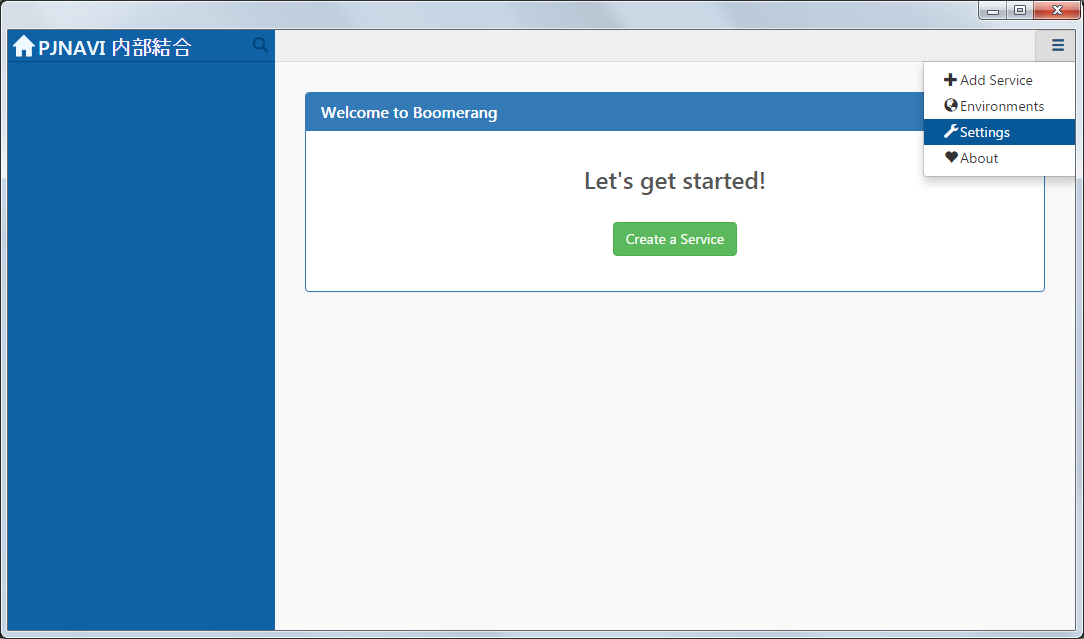 PJNAVI 内部結合
Add Service
Environments
Settings
About
Welcome to Boomerang
Let's get started!
Create a Service